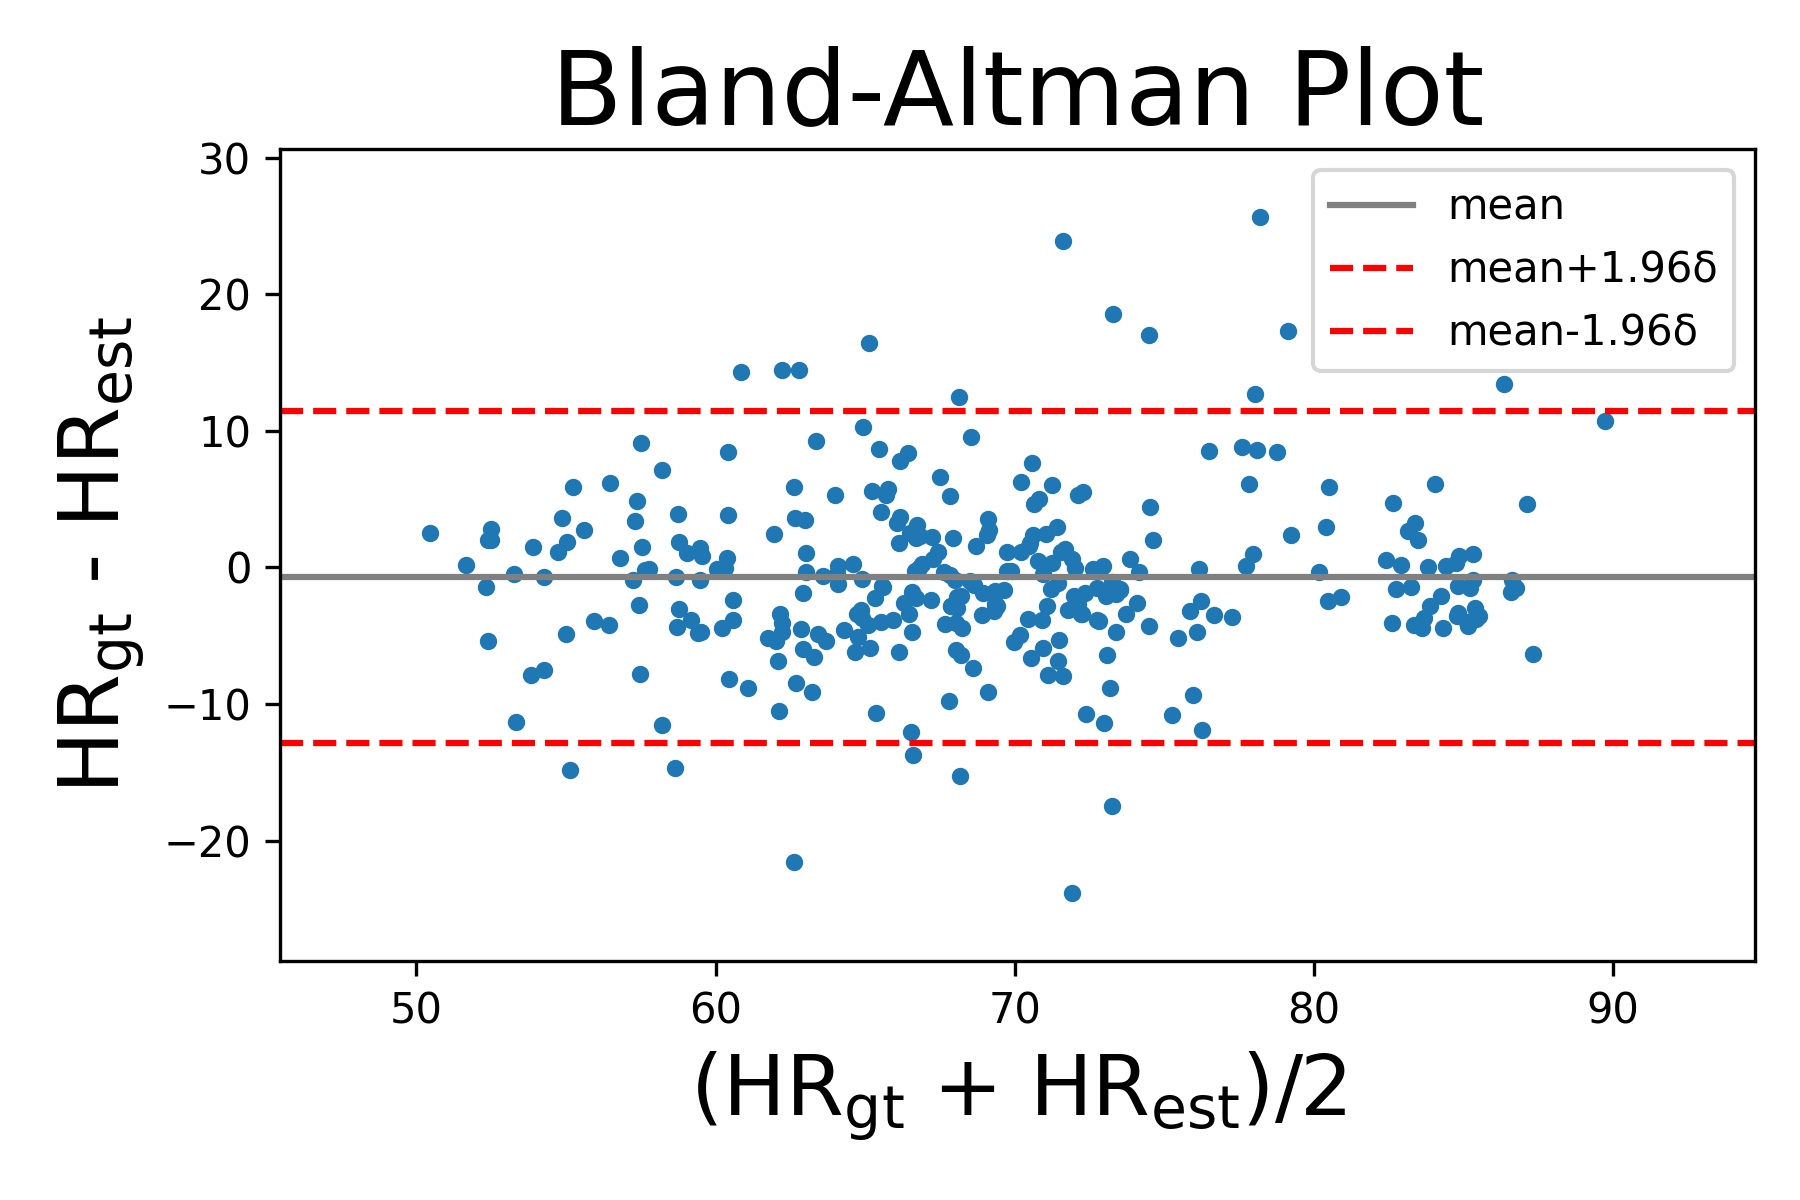 Bland-Altman Plot
30
20
10
0
−10
−20
HRgt - HRest
mean
mean+1.96δ
mean-1.96δ
50 60 70 80 90
(HRgt + HRest)/2